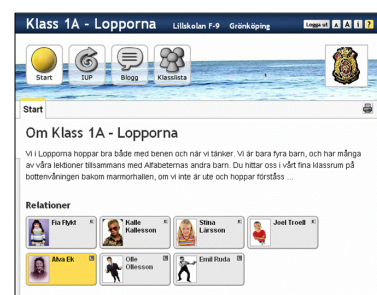 Klass 1A - Lopporna Lillskolan F-9 Grönköping Logga ut A A i ?
Start IUP Blogg Klasslista
Start
Om Klass 1A - Lopporna
Vi i Lopporna hoppar bra både med benen och när vi tänker. Vi är bara fyra barn, och har många
av våra lektioner tillsammans med Alfabeternas andra barn. Du hittar oss i vårt fina klassrum på
bottenvåningen bakom marmorhallen, om vi inte är ute och hoppar förståss ...
Relationer
Fia Flykt Kalle Stina Joel Troell
Kallesson Larsson
Alva Ek Olle Emil Ruda
Ollesson